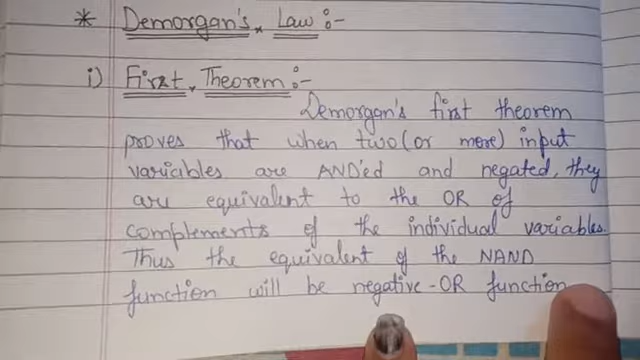 * Demorgan's Law :-
i) First Theorem :-
Demorgan's first theorem
proves that when two (or more) input
variables are AND'ed and negated, they
are equivalent to the OR of
complements of the individual variables.
Thus the equivalent of the NAND
function will be negative-OR function